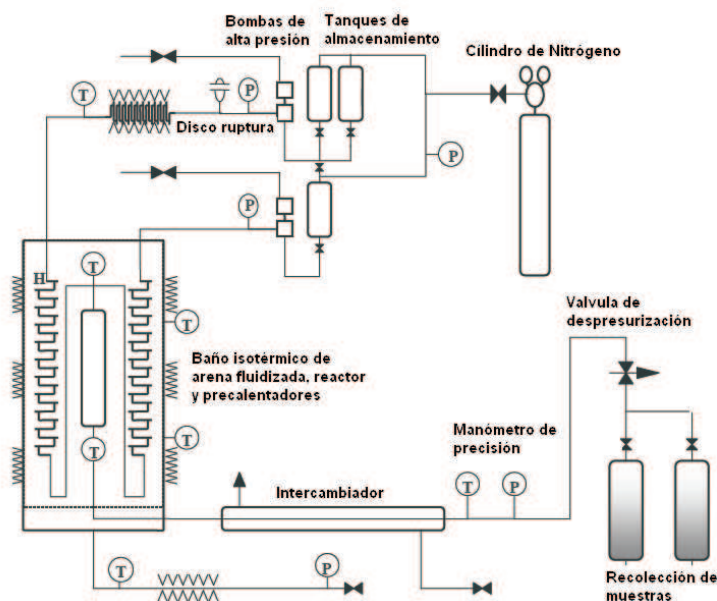 Bombas de
alta presión
Tanques de
almacenamiento
Cílindro de Nitrógeno
T
P
Disco ruptura
P
P
H
T
T
Baño isotérmico de
arena fluidizada, reactor
y precalentadores
T
T
Valvula de
despresurización
Manómetro de
precisión
T
P
Intercambiador
T
P
Recolección de
muestras